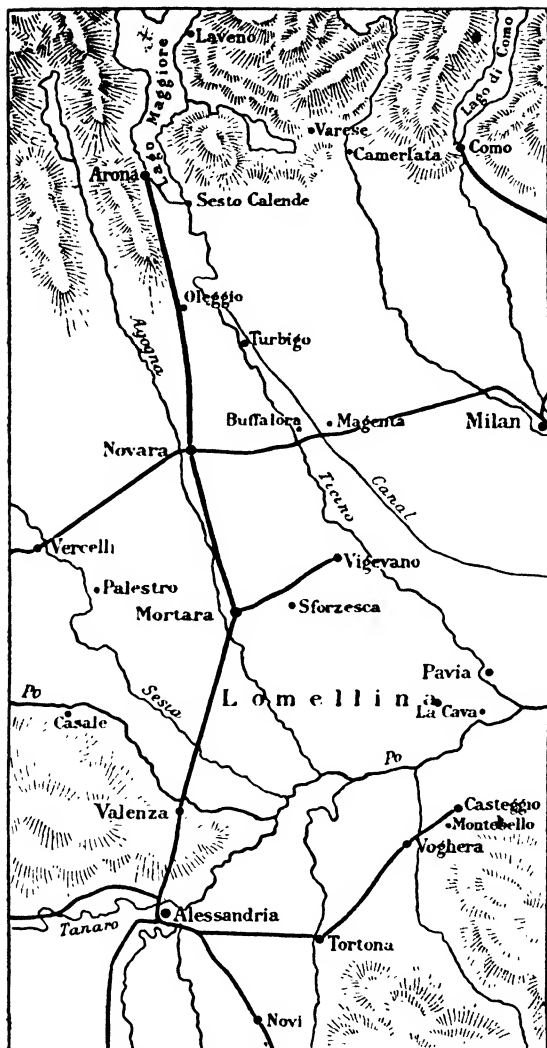 Laveno
Lago Maggiore
Lago di Como
Varese
Camerlata
Como
Arona
Sesto Calende
Oleggio
Agogna
Turbigo
Buffalora
Magenta
Milan
Novara
Canal
Ticino
Vercelli
Vigevano
Palestro
Sforzesca
Mortara
Pavia
Po
Lomellina
Sesia
La Cava
Casale
Po
Valenza
Casteggio
Montebello
Voghera
Alessandria
Tanaro
Tortona
Novi